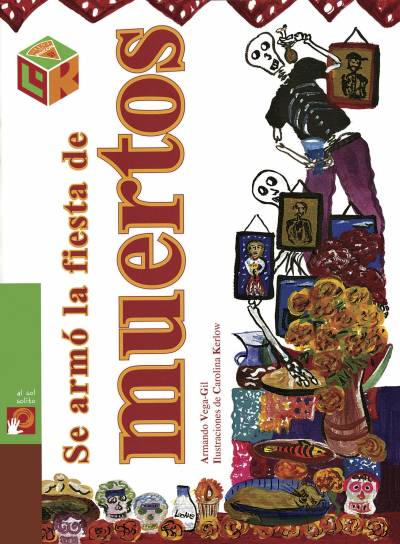 Se armó la fiesta de
muertos
Armando Vega-Gil
Ilustraciones de Carolina Kerlow
al sol
solito